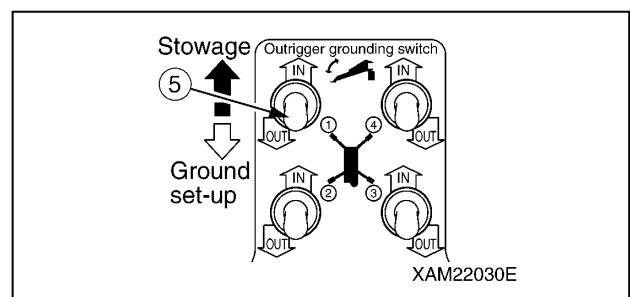 Stowage
Outrigger grounding switch
IN
IN
5
OUT
OUT
1
4
Ground
set-up
IN
IN
2
3
OUT
OUT
XAM22030E